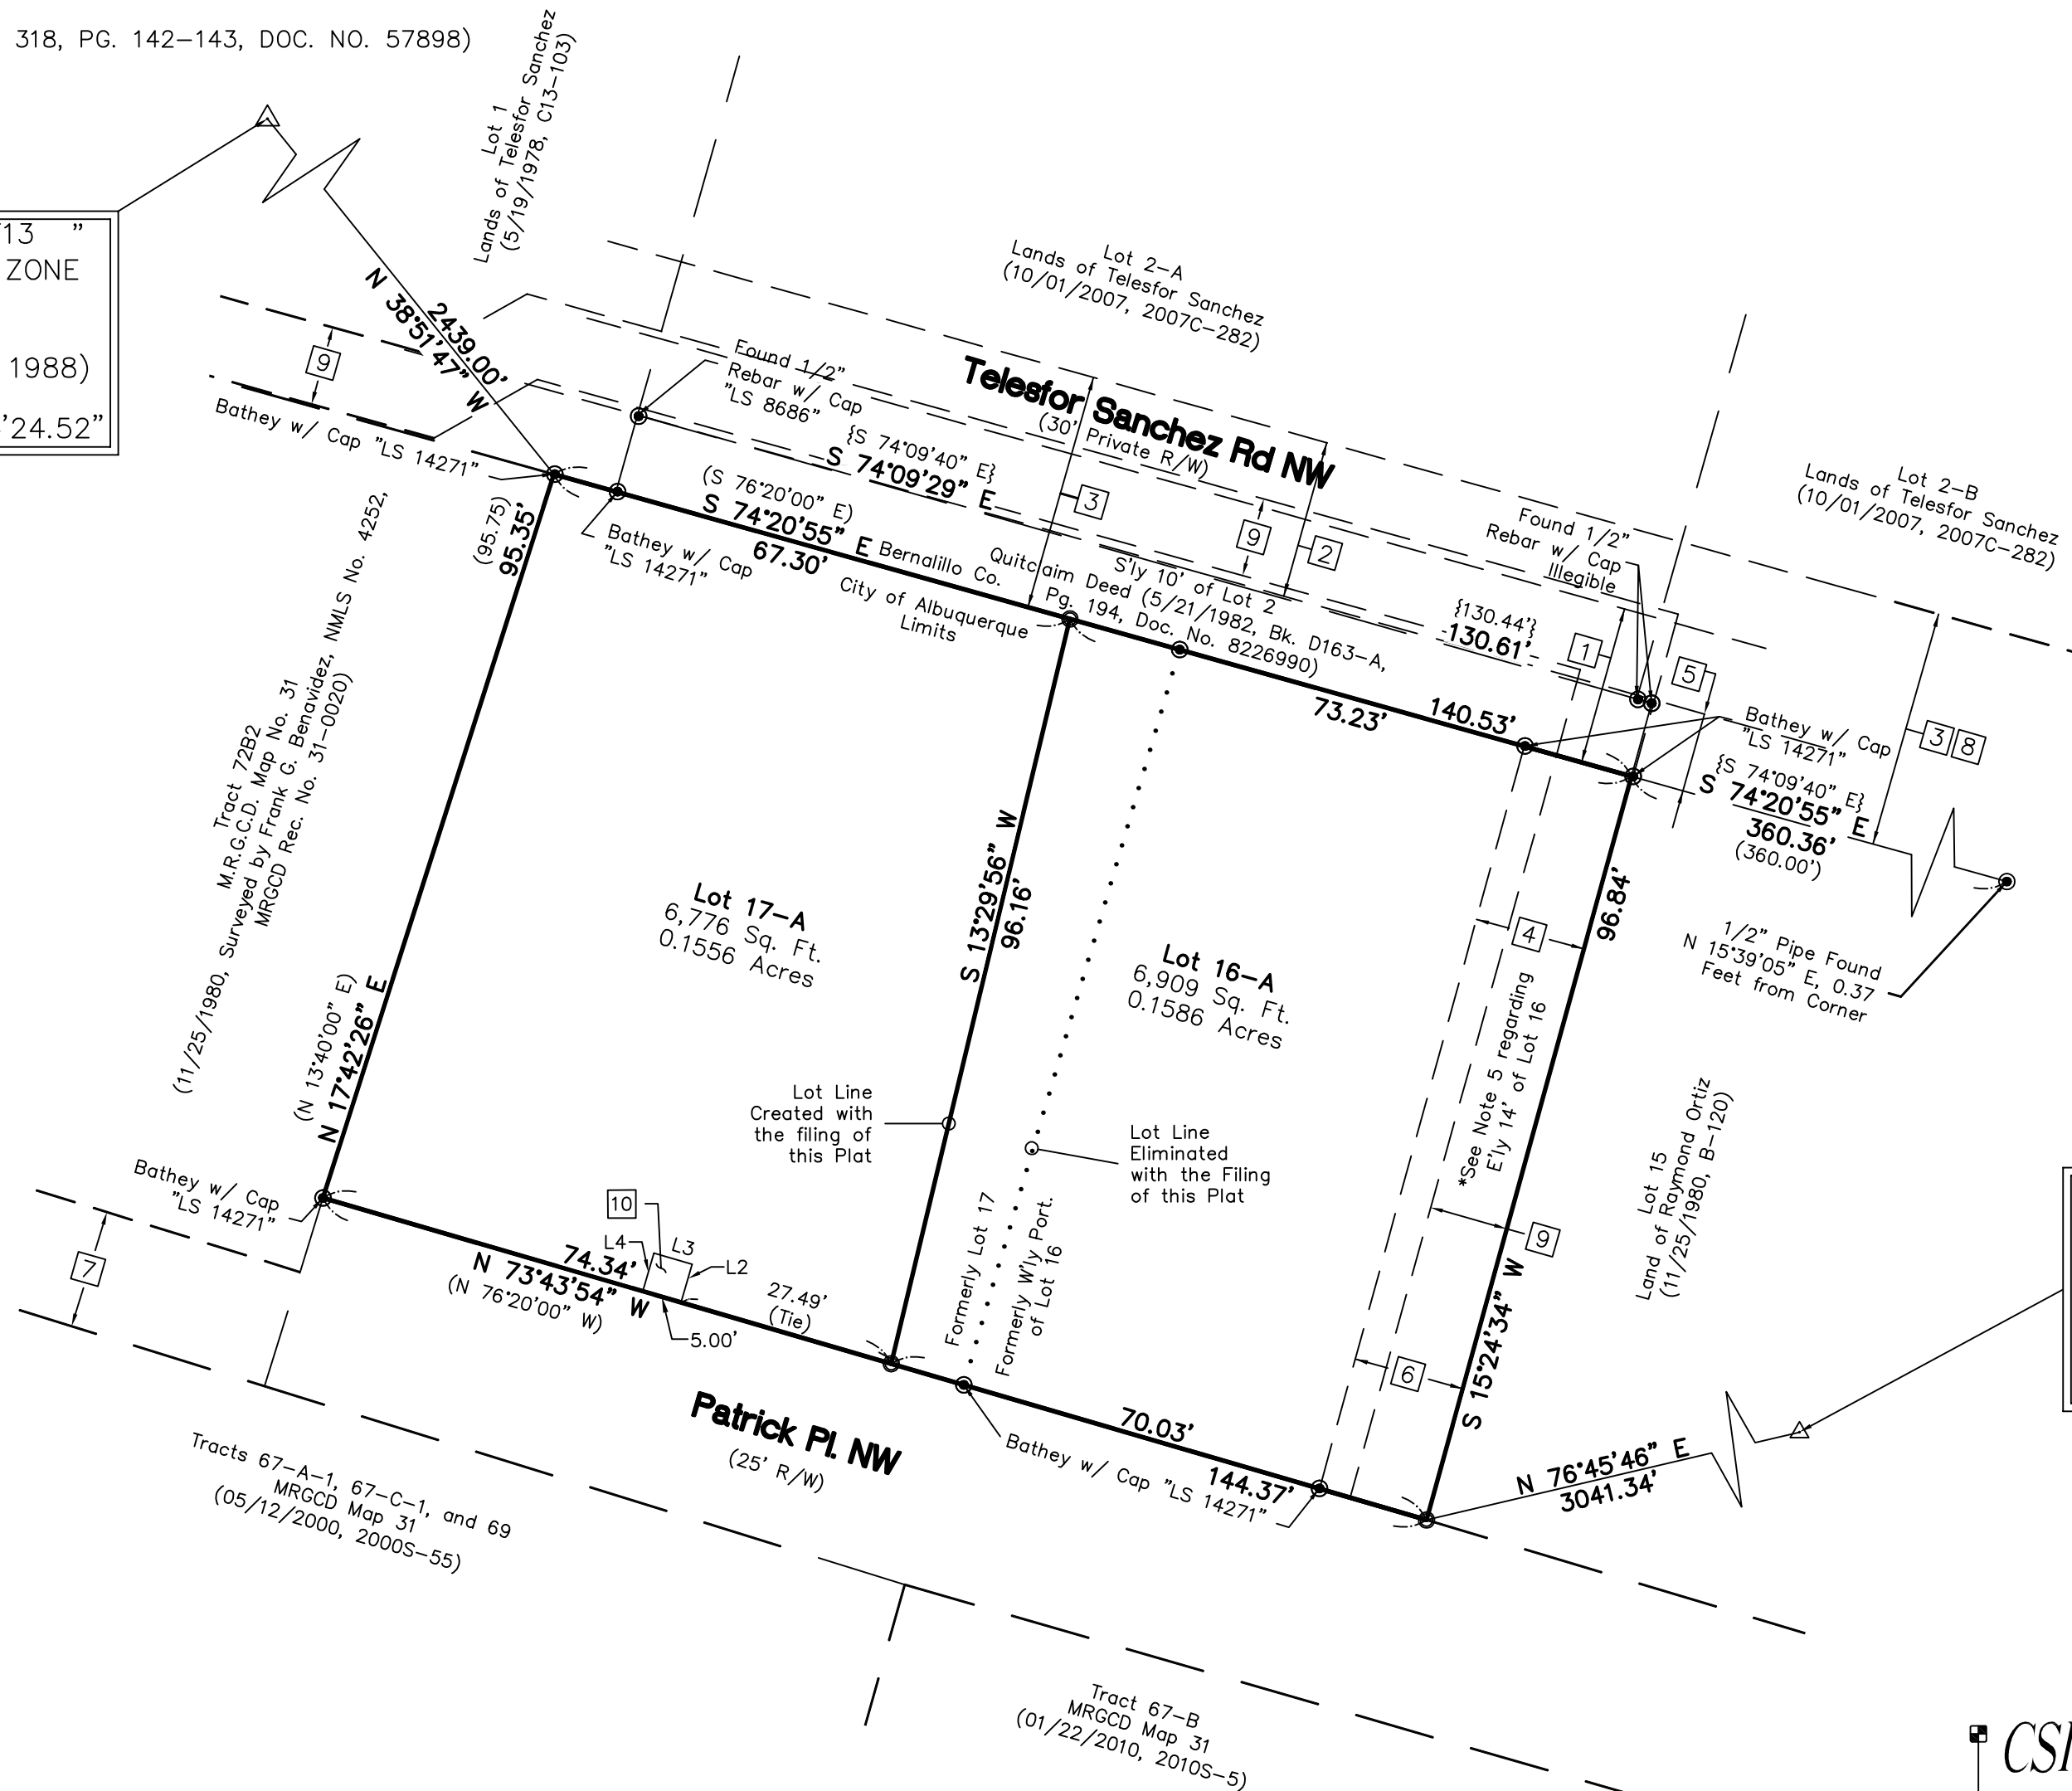 318, PG. 142–143, DOC. NO. 57898)
Lot 1
Lands of Telesfor Sanchez
(5/19/1978, C13–103)
13 "
ZONE
1988)
'24.52"
N 38°51'47" W
2439.00'
9
Bathey w/ Cap "LS 14271"
Found 1/2"
Rebar w/ Cap
"LS 8686"
Lot 2–A
Lands of Telesfor Sanchez
(10/01/2007, 2007C–282)
Telesfor Sanchez Rd NW
(30' Private R/W)
{S 74°09'40" E}
S 74°09'29" E
(S 76°20'00" E)
S 74°20'55" E
67.30'
Bathey w/ Cap
"LS 14271"
Bernalillo Co.
City of Albuquerque
Limits
3
9
2
S'ly 10' of Lot 2
Quitclaim Deed (5/21/1982, Bk. D163–A,
Pg. 194, Doc. No. 8226990)
Found 1/2"
Rebar w/ Cap
Illegible
{130.44'}
130.61'
1
5
Lot 2–B
Lands of Telesfor Sanchez
(10/01/2007, 2007C–282)
73.23'
140.53'
Bathey w/ Cap
"LS 14271"
{S 74°09'40" E}
S 74°20'55" E
360.36'
(360.00')
3 8
1/2" Pipe Found
N 15°39'05" E, 0.37
Feet from Corner
(95.75)
95.35'
(N 13°40'00" E)
N 17°42'26" E
Tract 72B2
M.R.G.C.D. Map No. 31
(11/25/1980, Surveyed by Frank G. Benavidez, NMLS No. 4252,
MRGCD Rec. No. 31–0020)
Lot 17–A
6,776 Sq. Ft.
0.1556 Acres
S 13°29'56" W
96.16'
Lot 16–A
6,909 Sq. Ft.
0.1586 Acres
4
96.84'
S 15°24'34" W
*See Note 5 regarding
E'ly 14' of Lot 16
Lot Line
Created with
the filing of
this Plat
Lot Line
Eliminated
with the Filing
of this Plat
Formerly Lot 17
Formerly W'ly Port.
of Lot 16
Lot 15
Land of Raymond Ortiz
(11/25/1980, B–120)
9
6
Bathey w/ Cap
"LS 14271"
7
10
L4
L3
L2
74.34'
N 73°43'54" W
(N 76°20'00" W)
5.00'
27.49'
(Tie)
Patrick Pl. NW
(25' R/W)
70.03'
144.37'
Bathey w/ Cap "LS 14271"
N 76°45'46" E
3041.34'
Tracts 67–A–1, 67–C–1, and 69
MRGCD Map 31
(05/12/2000, 2000S–55)
Tract 67–B
MRGCD Map 31
(01/22/2010, 2010S–5)